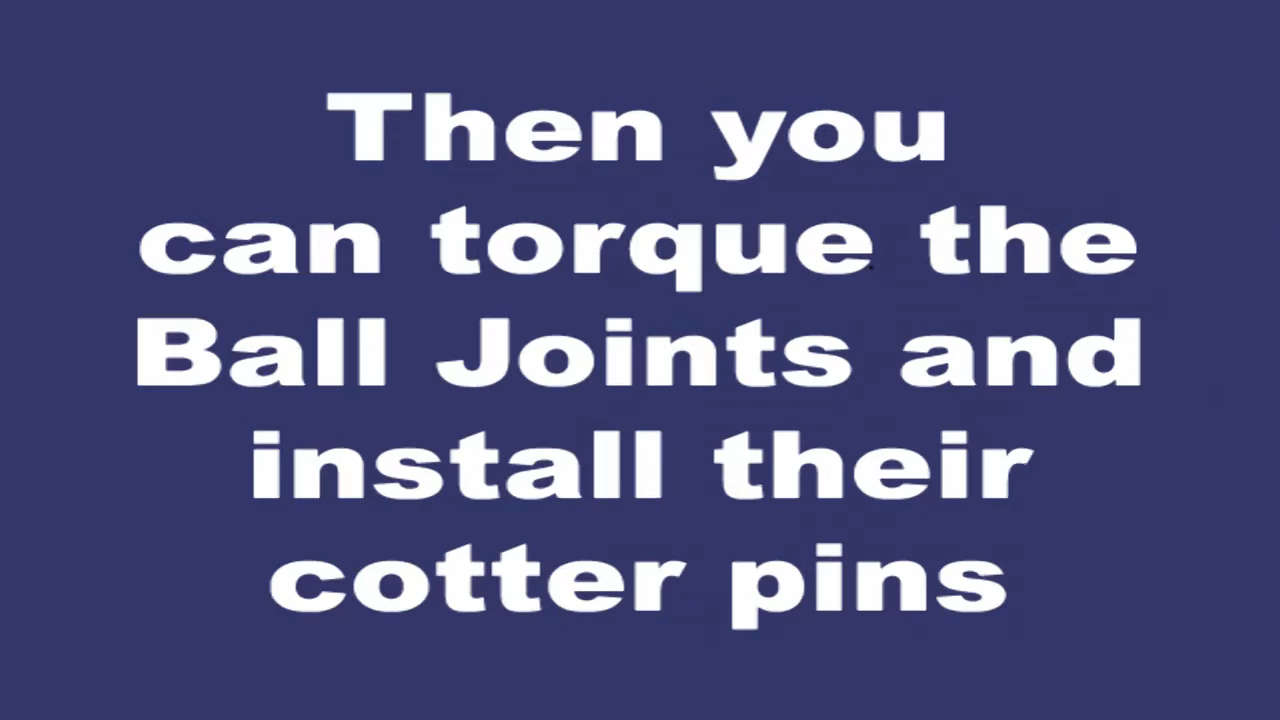 Then you
can torque the
Ball Joints and
install their
cotter pins